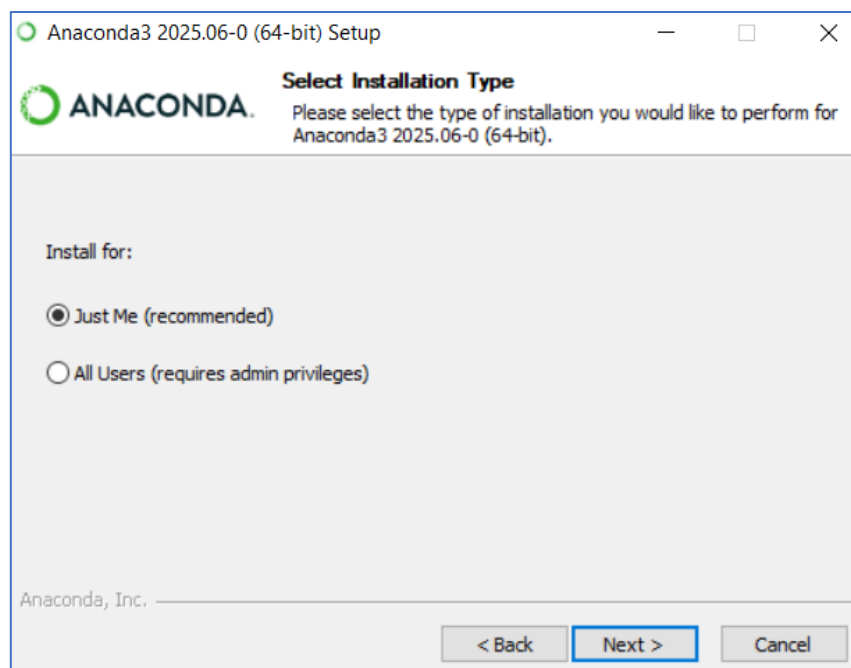 Anaconda3 2025.06-0 (64-bit) Setup
ANACONDA.
Select Installation Type
Please select the type of installation you would like to perform for
Anaconda3 2025.06-0 (64-bit).
Install for:
Just Me (recommended)
All Users (requires admin privileges)
Anaconda, Inc.
< Back
Next >
Cancel